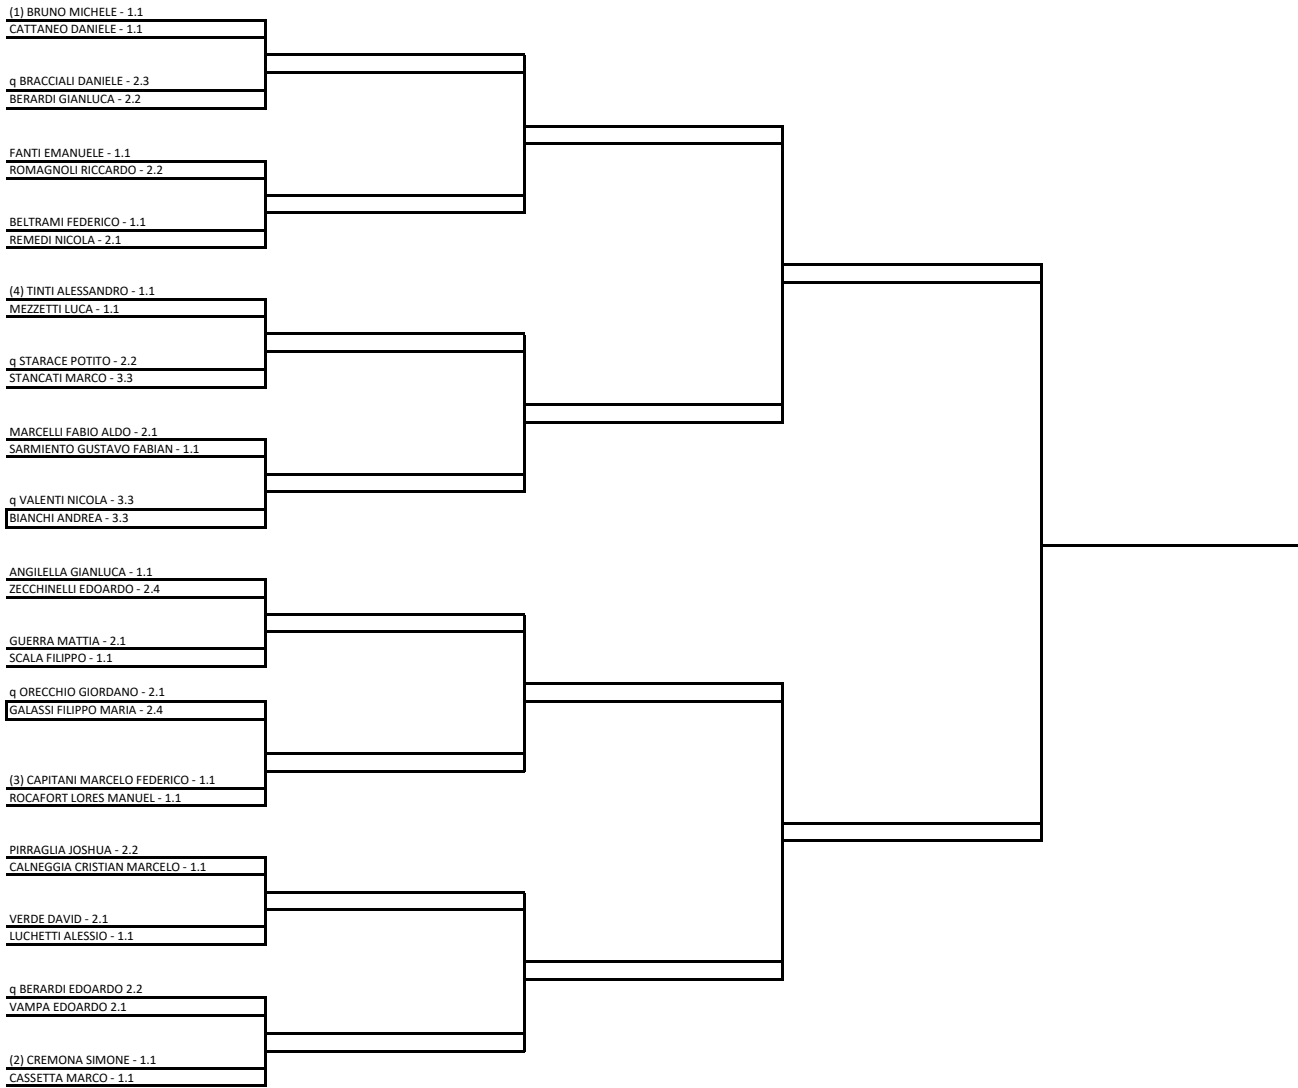 (1) BRUNO MICHELE - 1.1
CATTANEO DANIELE - 1.1
q BRACCIALI DANIELE - 2.3
BERARDI GIANLUCA - 2.2
FANTI EMANUELE - 1.1
ROMAGNOLI RICCARDO - 2.2
BELTRAMI FEDERICO - 1.1
REMEDI NICOLA - 2.1
(4) TINTI ALESSANDRO - 1.1
MEZZETTI LUCA - 1.1
q STARACE POTITO - 2.2
STANCATI MARCO - 3.3
MARCELLI FABIO ALDO - 2.1
SARMIENTO GUSTAVO FABIAN - 1.1
q VALENTI NICOLA - 3.3
BIANCHI ANDREA - 3.3
ANGILELLA GIANLUCA - 1.1
ZECCHINELLI EDOARDO - 2.4
GUERRA MATTIA - 2.1
SCALA FILIPPO - 1.1
q ORECCHIO GIORDANO - 2.1
GALASSI FILIPPO MARIA - 2.4
(3) CAPITANI MARCELO FEDERICO - 1.1
ROCAFORT LORES MANUEL - 1.1
PIRRAGLIA JOSHUA - 2.2
CALNEGGIA CRISTIAN MARCELO - 1.1
VERDE DAVID - 2.1
LUCHETTI ALESSIO - 1.1
q BERARDI EDOARDO 2.2
VAMPA EDOARDO 2.1
(2) CREMONA SIMONE - 1.1
CASSETTA MARCO - 1.1